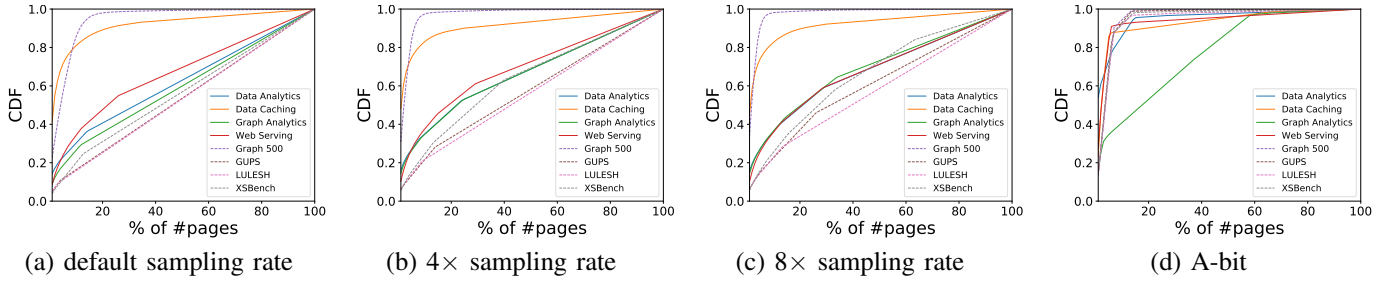 CDF
1.0
0.8
0.6
0.4
0.2
0.0
Data Analytics
Data Caching
Graph Analytics
Web Serving
Graph 500
GUPS
LULESH
XSBench
20 40 60 80 100
% of #pages
(a) default sampling rate
CDF
1.0
0.8
0.6
0.4
0.2
0.0
Data Analytics
Data Caching
Graph Analytics
Web Serving
Graph 500
GUPS
LULESH
XSBench
20 40 60 80 100
% of #pages
(b) 4× sampling rate
CDF
1.0
0.8
0.6
0.4
0.2
0.0
Data Analytics
Data Caching
Graph Analytics
Web Serving
Graph 500
GUPS
LULESH
XSBench
20 40 60 80 100
% of #pages
(c) 8× sampling rate
CDF
1.0
0.8
0.6
0.4
0.2
0.0
Data Analytics
Data Caching
Graph Analytics
Web Serving
Graph 500
GUPS
LULESH
XSBench
20 40 60 80 100
% of #pages
(d) A-bit